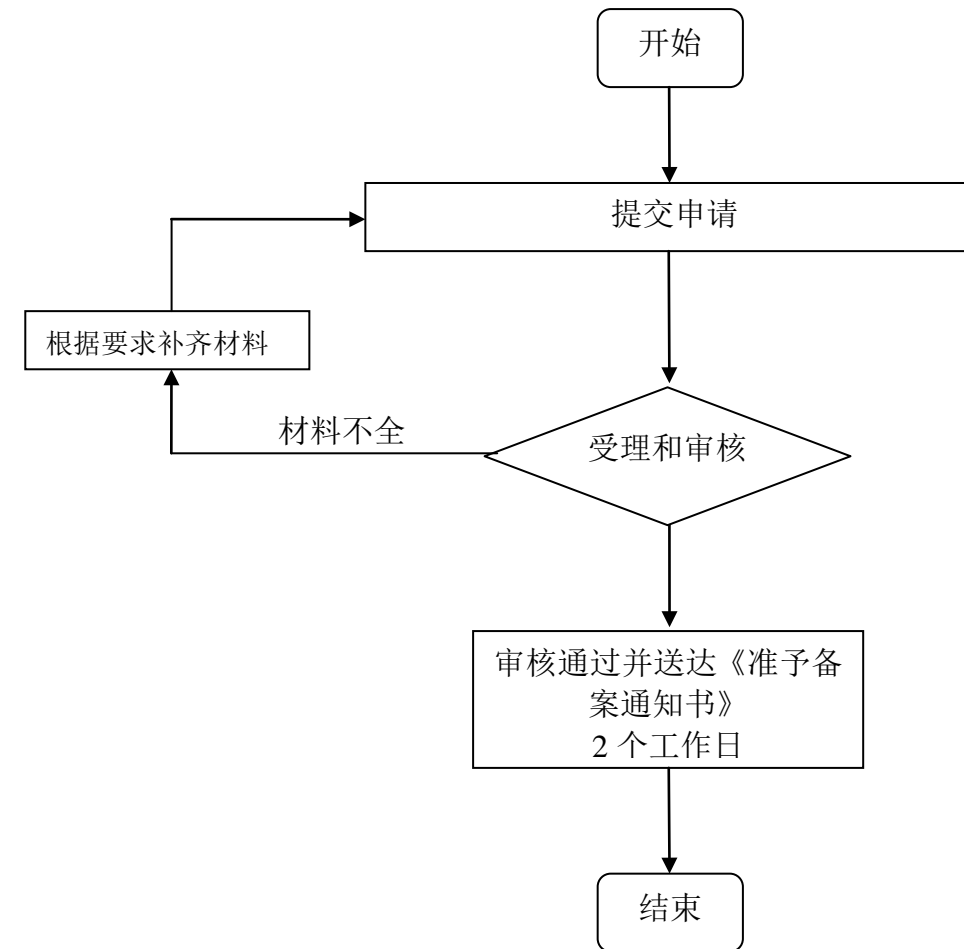 开始
提交申请
根据要求补齐材料
材料不全
受理和审核
审核通过并送达《准予备
案通知书》
2 个工作日
结束